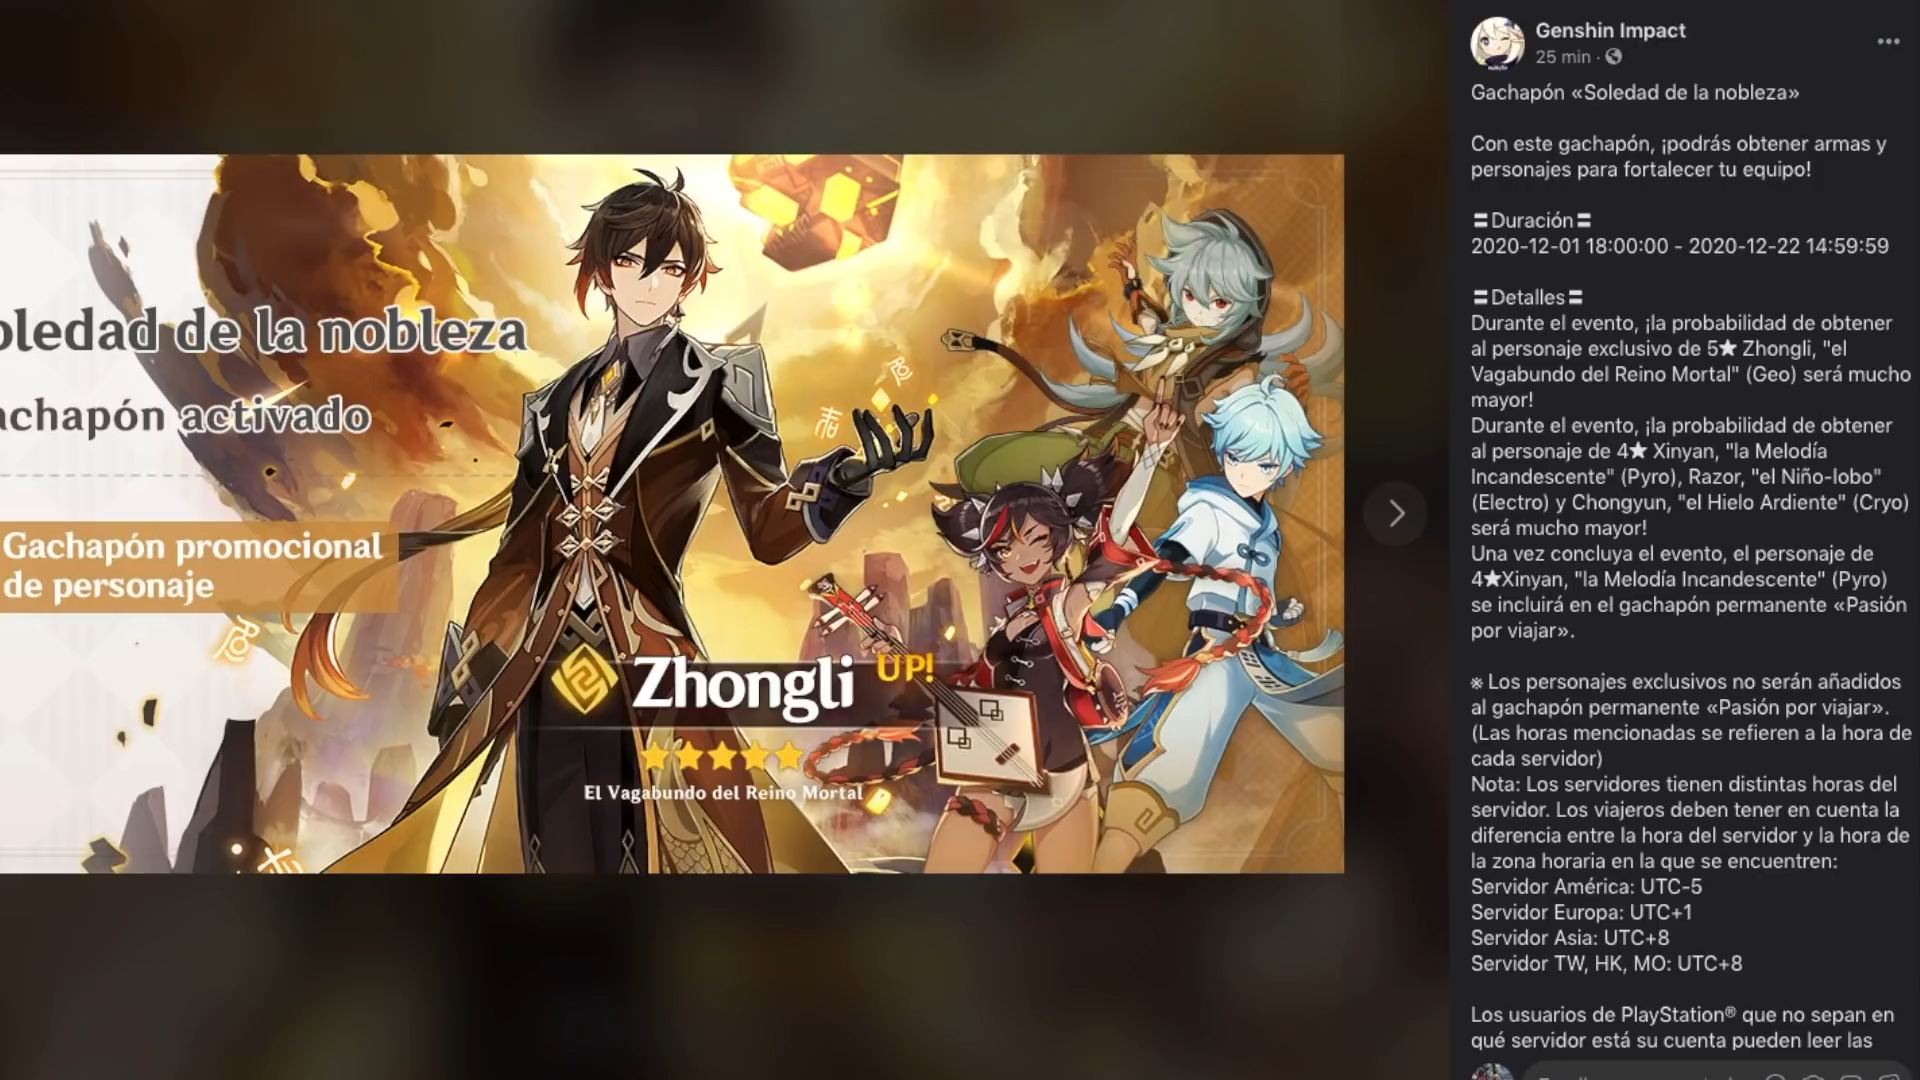 oledad de la nobleza
achapón activado
Gachapón promocional
de personaje
Zhongli UP!
El Vagabundo del Reino Mortal
Genshin Impact
25 min ·
Gachapón «Soledad de la nobleza»
Con este gachapón, ¡podrás obtener armas y
personajes para fortalecer tu equipo!
〓Duración〓
2020-12-01 18:00:00 - 2020-12-22 14:59:59
〓Detalles〓
Durante el evento, ¡la probabilidad de obtener
al personaje exclusivo de 5★ Zhongli, "el
Vagabundo del Reino Mortal" (Geo) será mucho
mayor!
Durante el evento, ¡la probabilidad de obtener
al personaje de 4★ Xinyan, "la Melodía
Incandescente" (Pyro), Razor, "el Niño-lobo"
(Electro) y Chongyun, "el Hielo Ardiente" (Cryo)
será mucho mayor!
Una vez concluya el evento, el personaje de
4★Xinyan, "la Melodía Incandescente" (Pyro)
se incluirá en el gachapón permanente «Pasión
por viajar».
※ Los personajes exclusivos no serán añadidos
al gachapón permanente «Pasión por viajar».
(Las horas mencionadas se refieren a la hora de
cada servidor)
Nota: Los servidores tienen distintas horas del
servidor. Los viajeros deben tener en cuenta la
diferencia entre la hora del servidor y la hora de
la zona horaria en la que se encuentren:
Servidor América: UTC-5
Servidor Europa: UTC+1
Servidor Asia: UTC+8
Servidor TW, HK, MO: UTC+8
Los usuarios de PlayStation® que no sepan en
qué servidor está su cuenta pueden leer las